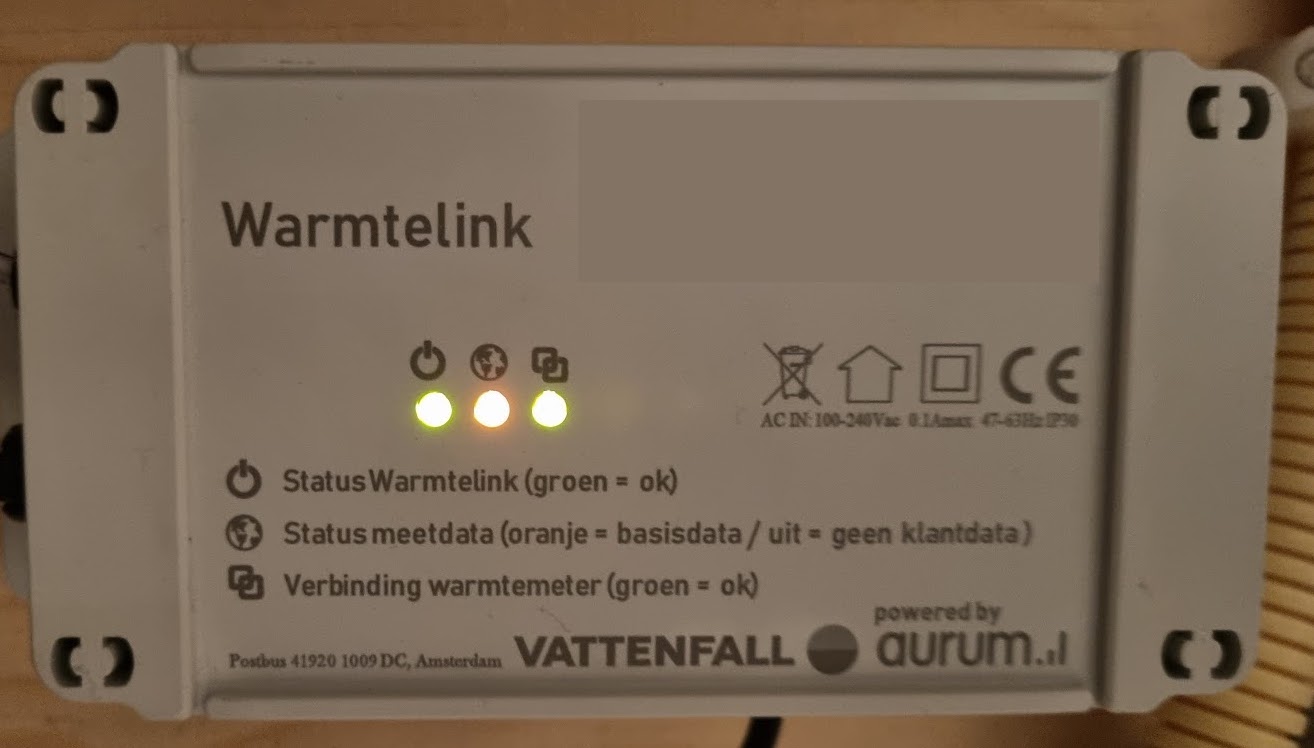 Warmtelink
CE
AC IN: 100-240Vac 0.1Amax 47-63Hz IP30
Status Warmtelink (groen = ok)
Status meetdata (oranje = basisdata / uit = geen klantdata)
Verbinding warmtemeter (groen = ok)
Postbus 41920 1009 DC, Amsterdam VATTENFALL
powered by
aurum